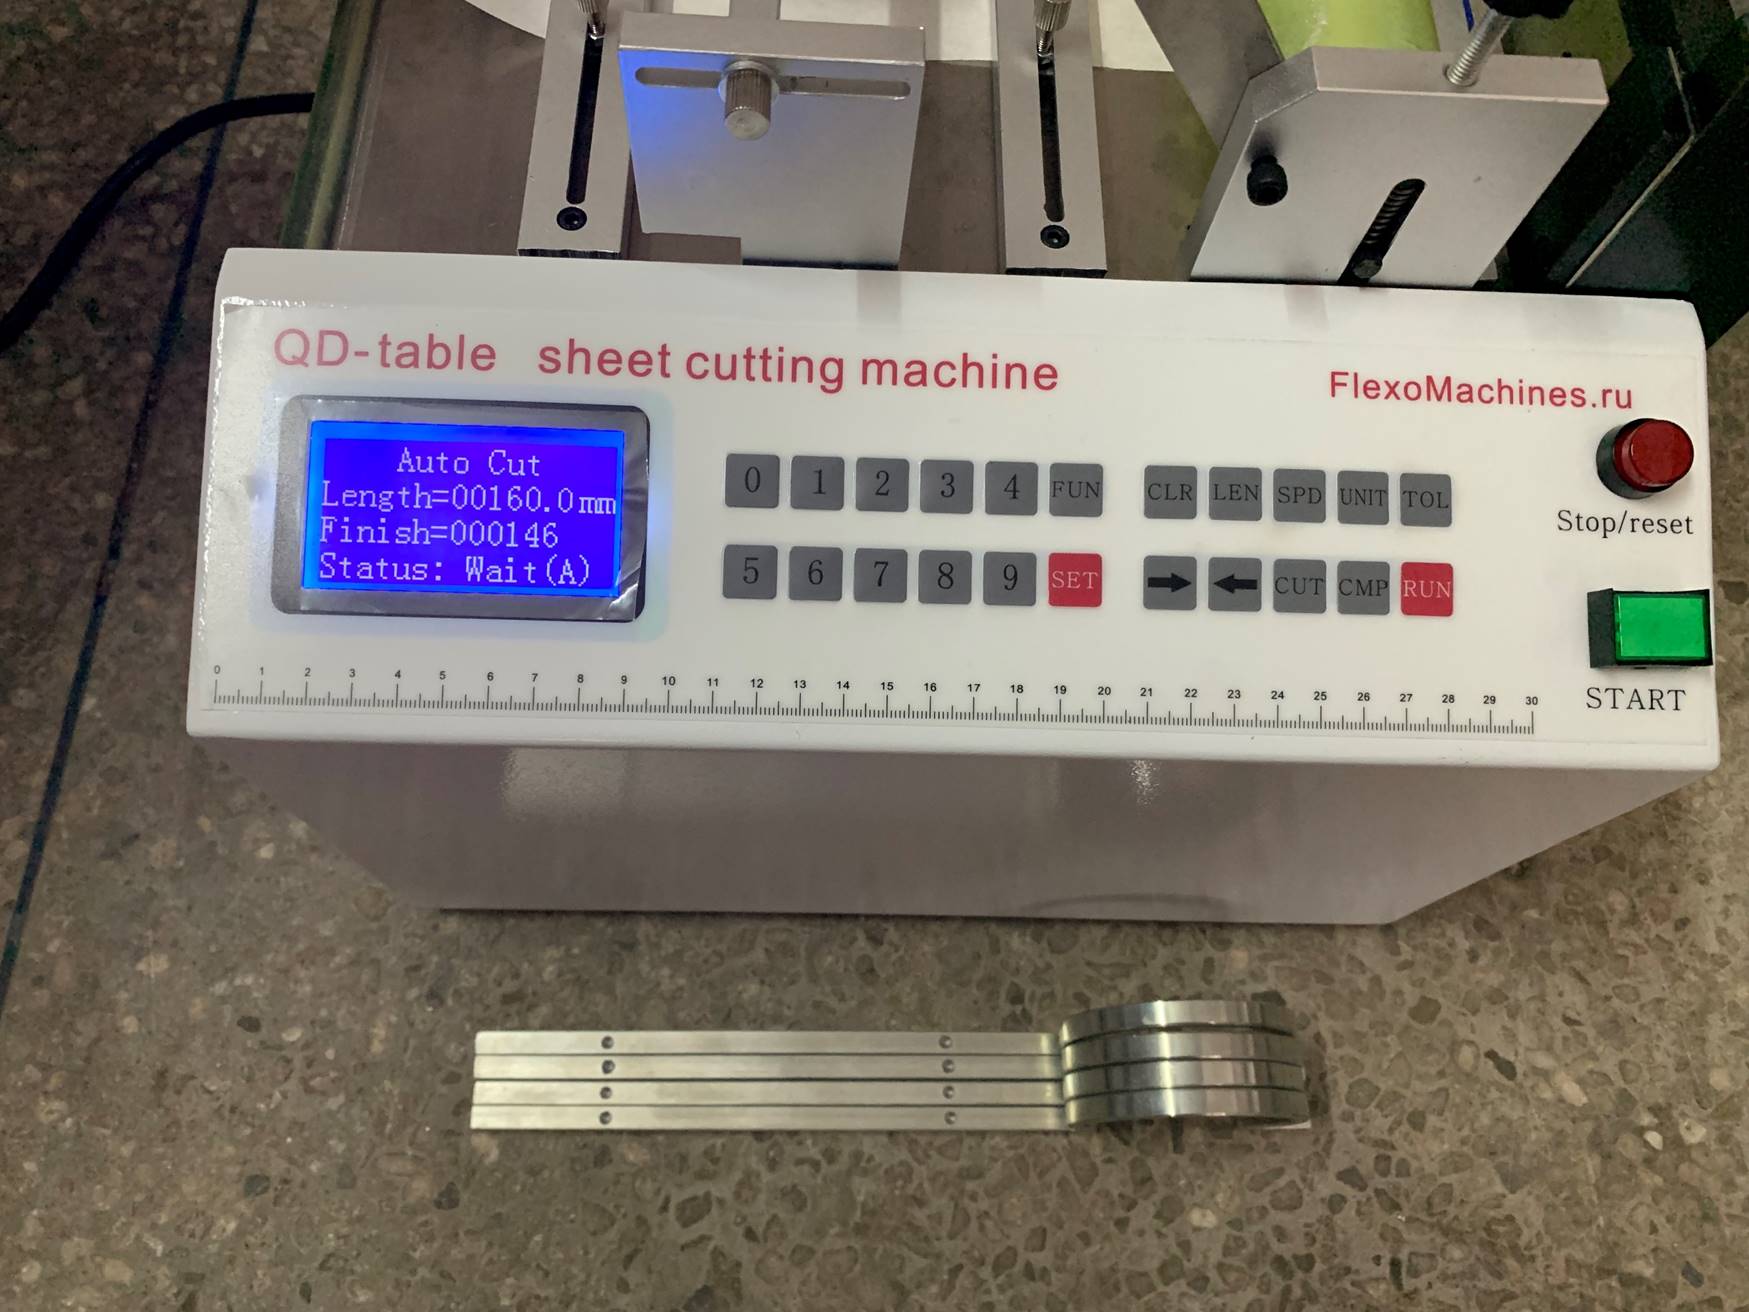 QD-table sheet cutting machine
FlexoMachines.ru
Auto Cut
Length=00160.0mm
Finish=000146
Status: Wait(A)
0 1 2 3 4 FUN CLR LEN SPD UNIT TOL
5 6 7 8 9 SET CUT CMP RUN
Stop/reset
START
0 1 2 3 4 5 6 7 8 9 10 11 12 13 14 15 16 17 18 19 20 21 22 23 24 25 26 27 28 29 30